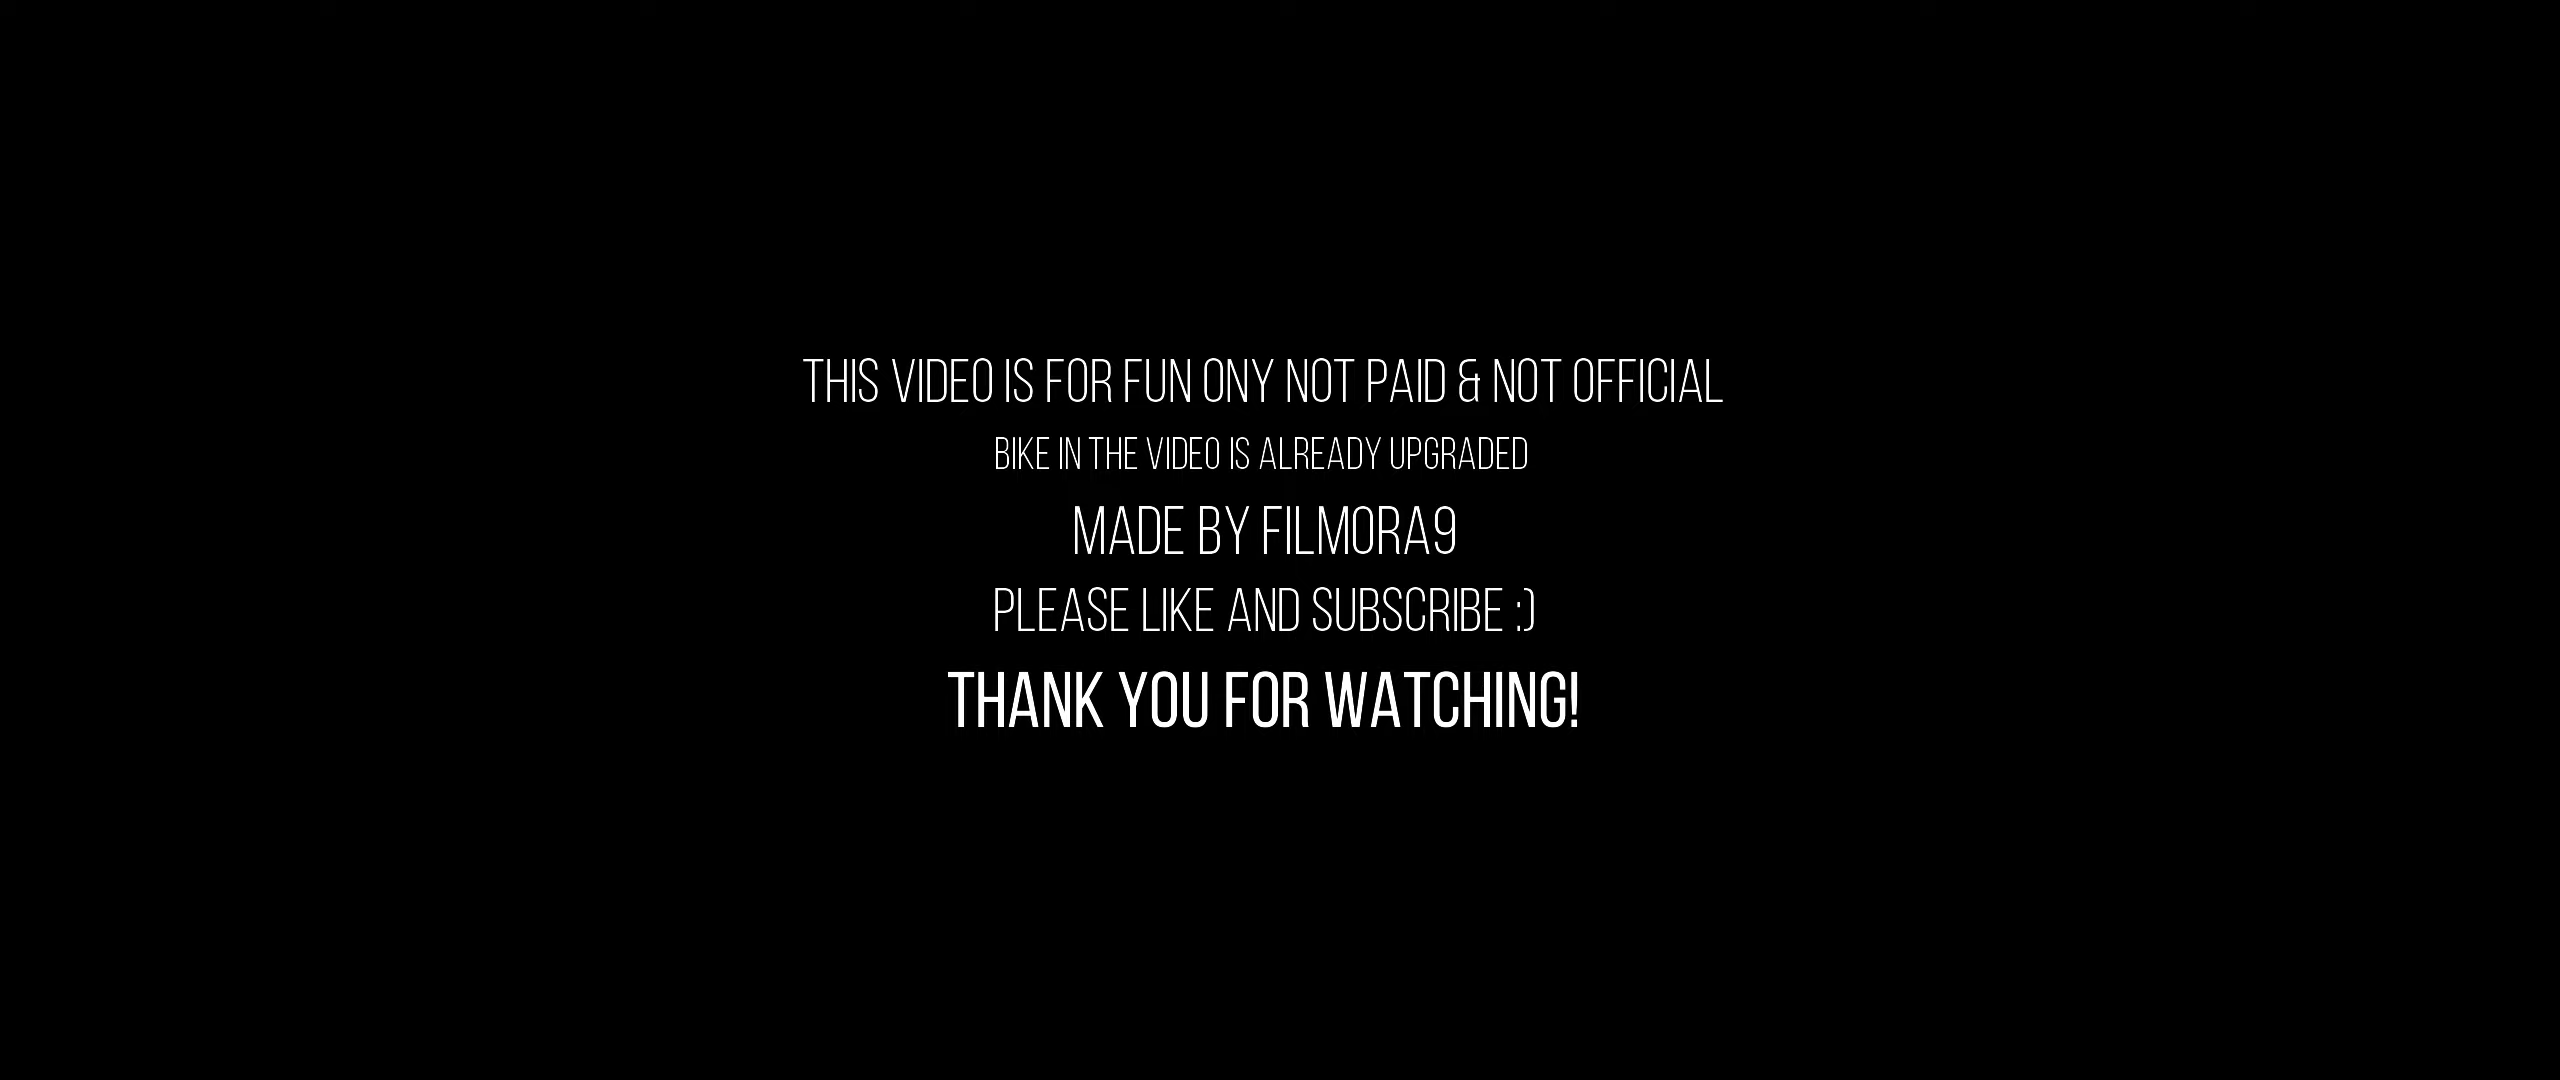 THIS VIDEO IS FOR FUN ONY NOT PAID & NOT OFFICIAL
BIKE IN THE VIDEO IS ALREADY UPGRADED
MADE BY FILMORA9
PLEASE LIKE AND SUBSCRIBE :)
THANK YOU FOR WATCHING!